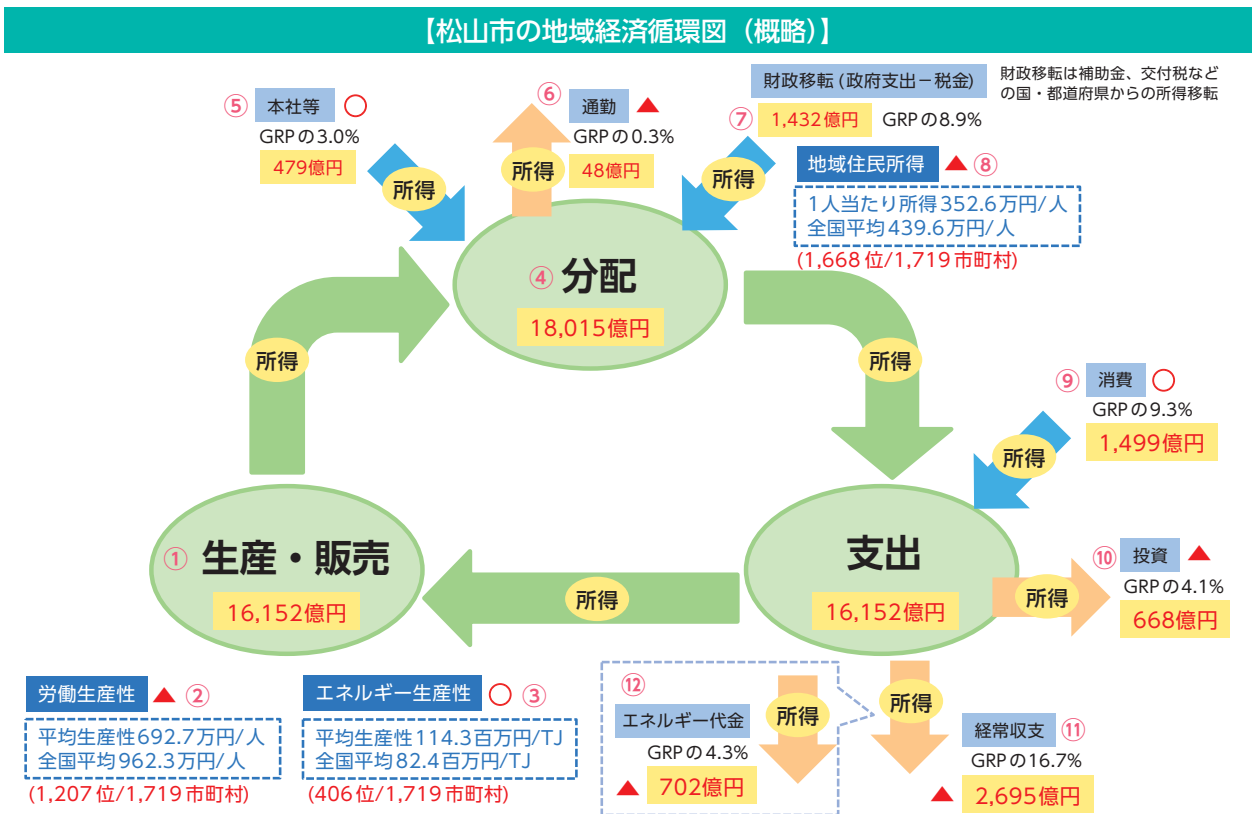 【松山市の地域経済循環図（概略）】
⑤ 本社等 ○
GRPの3.0%
479億円
所得
⑥ 通勤 ▲
GRPの0.3%
48億円
所得
財政移転(政府支出－税金)
⑦ 1,432億円 GRPの8.9%
所得
財政移転は補助金、交付税など
の国・都道府県からの所得移転
地域住民所得 ▲ ⑧
1人当たり所得352.6万円/人
全国平均439.6万円/人
(1,668位/1,719市町村)
④ 分配
18,015億円
所得
所得
⑨ 消費 ○
GRPの9.3%
1,499億円
所得
① 生産・販売
16,152億円
所得
支出
16,152億円
⑩ 投資 ▲
GRPの4.1%
668億円
所得
労働生産性 ▲ ②
平均生産性692.7万円/人
全国平均962.3万円/人
(1,207位/1,719市町村)
エネルギー生産性 ○ ③
平均生産性114.3百万円/TJ
全国平均82.4百万円/TJ
(406位/1,719市町村)
⑫
エネルギー代金
GRPの4.3%
▲ 702億円
所得
所得
経常収支 ⑪
GRPの16.7%
▲ 2,695億円